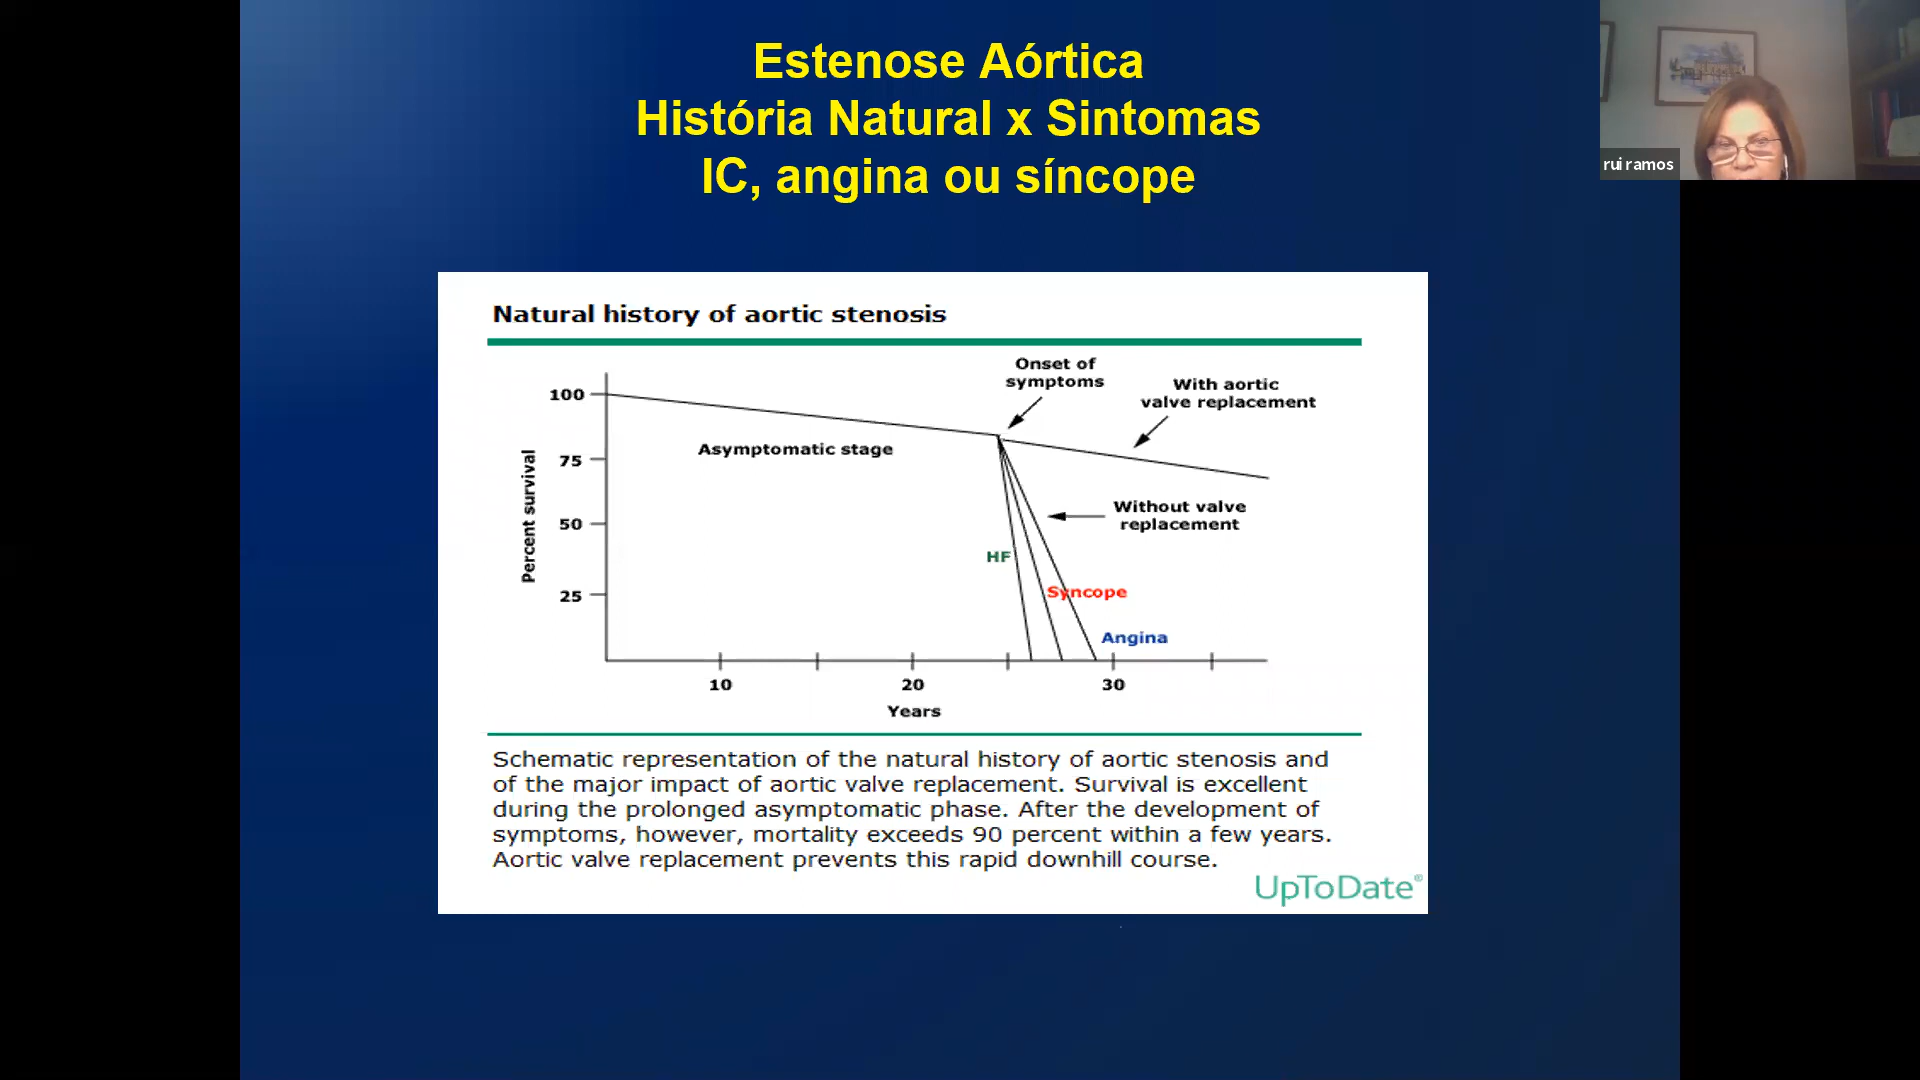 Estenose Aórtica
História Natural x Sintomas
IC, angina ou síncope
rui ramos
Natural history of aortic stenosis
Onset of
symptoms
With aortic
valve replacement
100
Asymptomatic stage
75
Percent survival
Without valve
replacement
50
HF
25
Syncope
Angina
10
20
30
Years
Schematic representation of the natural history of aortic stenosis and
of the major impact of aortic valve replacement. Survival is excellent
during the prolonged asymptomatic phase. After the development of
symptoms, however, mortality exceeds 90 percent within a few years.
Aortic valve replacement prevents this rapid downhill course.
UpToDate®